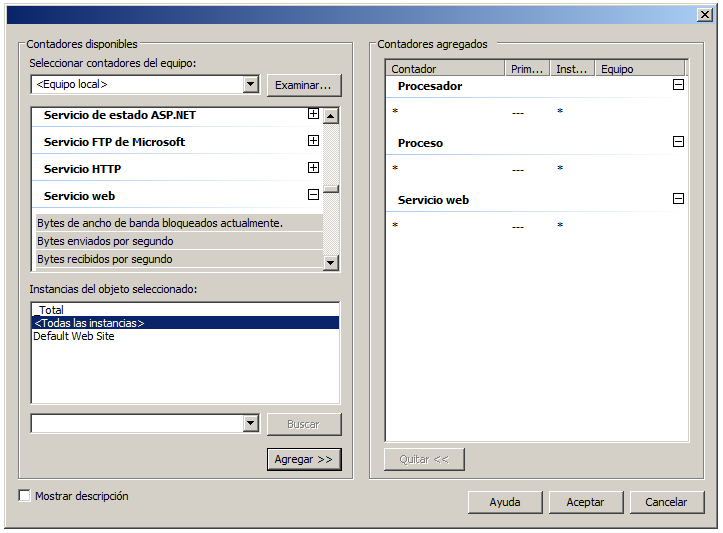 Contadores disponibles
Seleccionar contadores del equipo:
<Equipo local>
Examinar...
Servicio de estado ASP.NET
Servicio FTP de Microsoft
Servicio HTTP
Servicio web
Bytes de ancho de banda bloqueados actualmente.
Bytes enviados por segundo
Bytes recibidos por segundo
Instancias del objeto seleccionado:
_Total
<Todas las instancias>
Default Web Site
Buscar
Agregar >>
Mostrar descripción
Contadores agregados
Contador Prim... Inst... Equipo
Procesador
* --- *
Proceso
* --- *
Servicio web
* --- *
Quitar <<
Ayuda Aceptar Cancelar